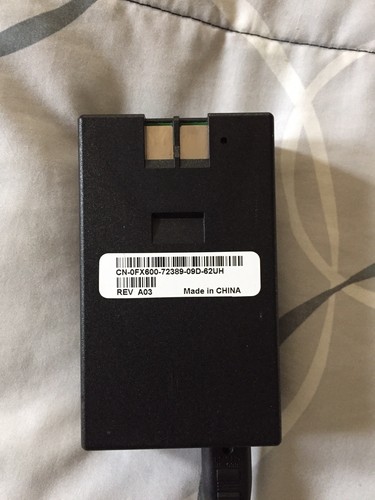 CN-0FX600-72389-09D-62UH
REV A03 Made in CHINA